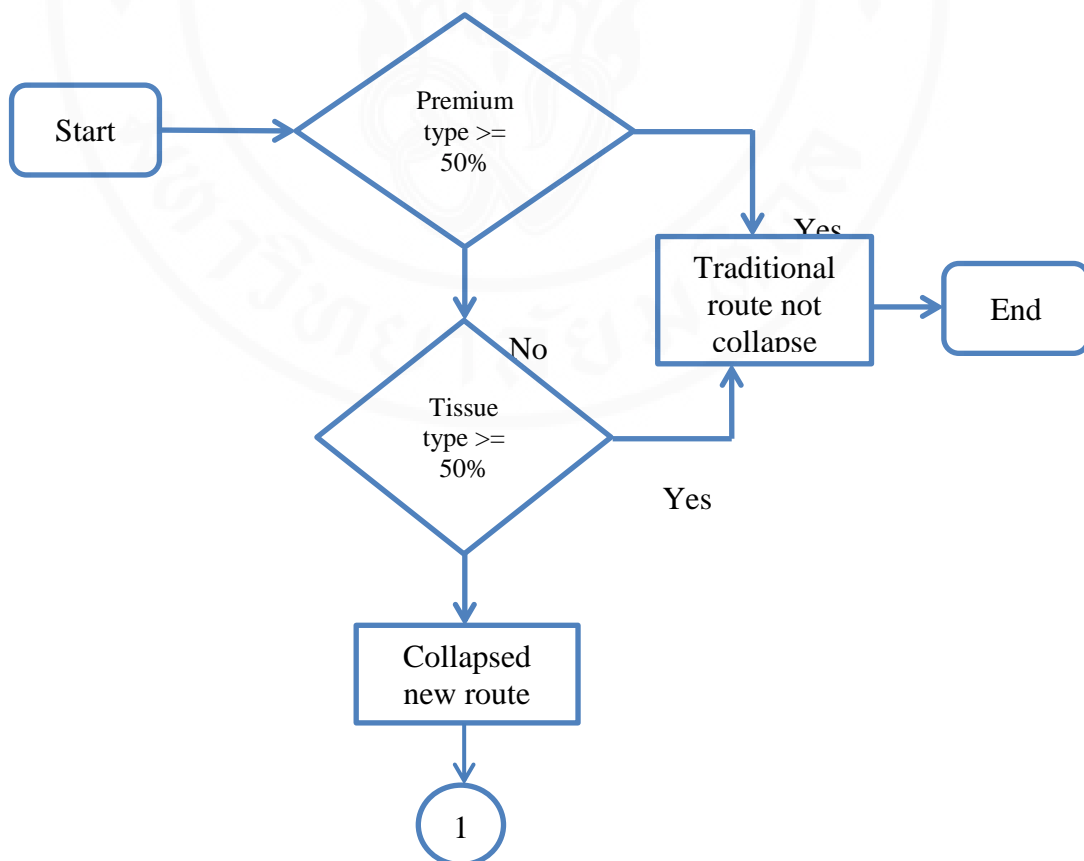 Start
Premium
type >=
50%
Yes
Traditional
route not
collapse
End
No
Tissue
type >=
50%
Yes
Collapsed
new route
1